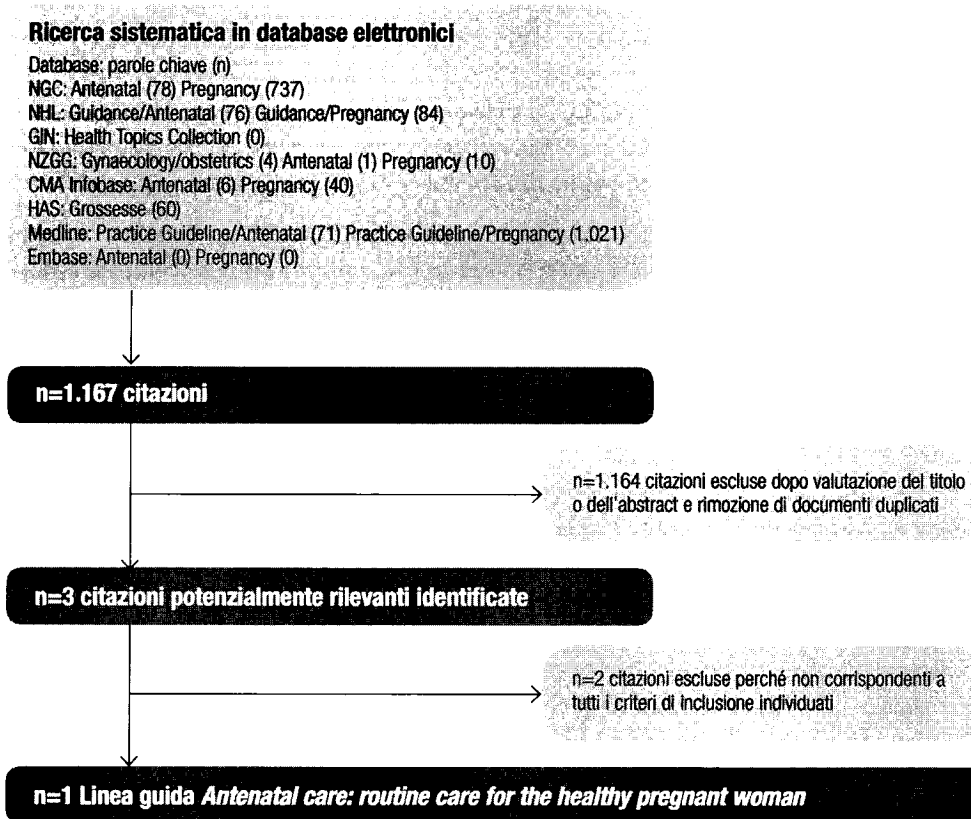 Ricerca sistematica in database elettronici
Database: parole chiave (n)
NGC: Antenatal (78) Pregnancy (737)
NHL: Guidance/Antenatal (76) Guidance/Pregnancy (84)
GIN: Health Topics Collection (0)
NZGG: Gynaecology/obstetrics (4) Antenatal (1) Pregnancy (10)
CMA Infobase: Antenatal (6) Pregnancy (40)
HAS: Grossesse (60)
Medline: Practice Guideline/Antenatal (71) Practice Guideline/Pregnancy (1.021)
Embase: Antenatal (0) Pregnancy (0)
n=1.167 citazioni
n=1.164 citazioni escluse dopo valutazione del titolo
o dell'abstract e rimozione di documenti duplicati
n=3 citazioni potenzialmente rilevanti identificate
n=2 citazioni escluse perché non corrispondenti a
tutti i criteri di inclusione individuati
n=1 Linea guida Antenatal care: routine care for the healthy pregnant woman